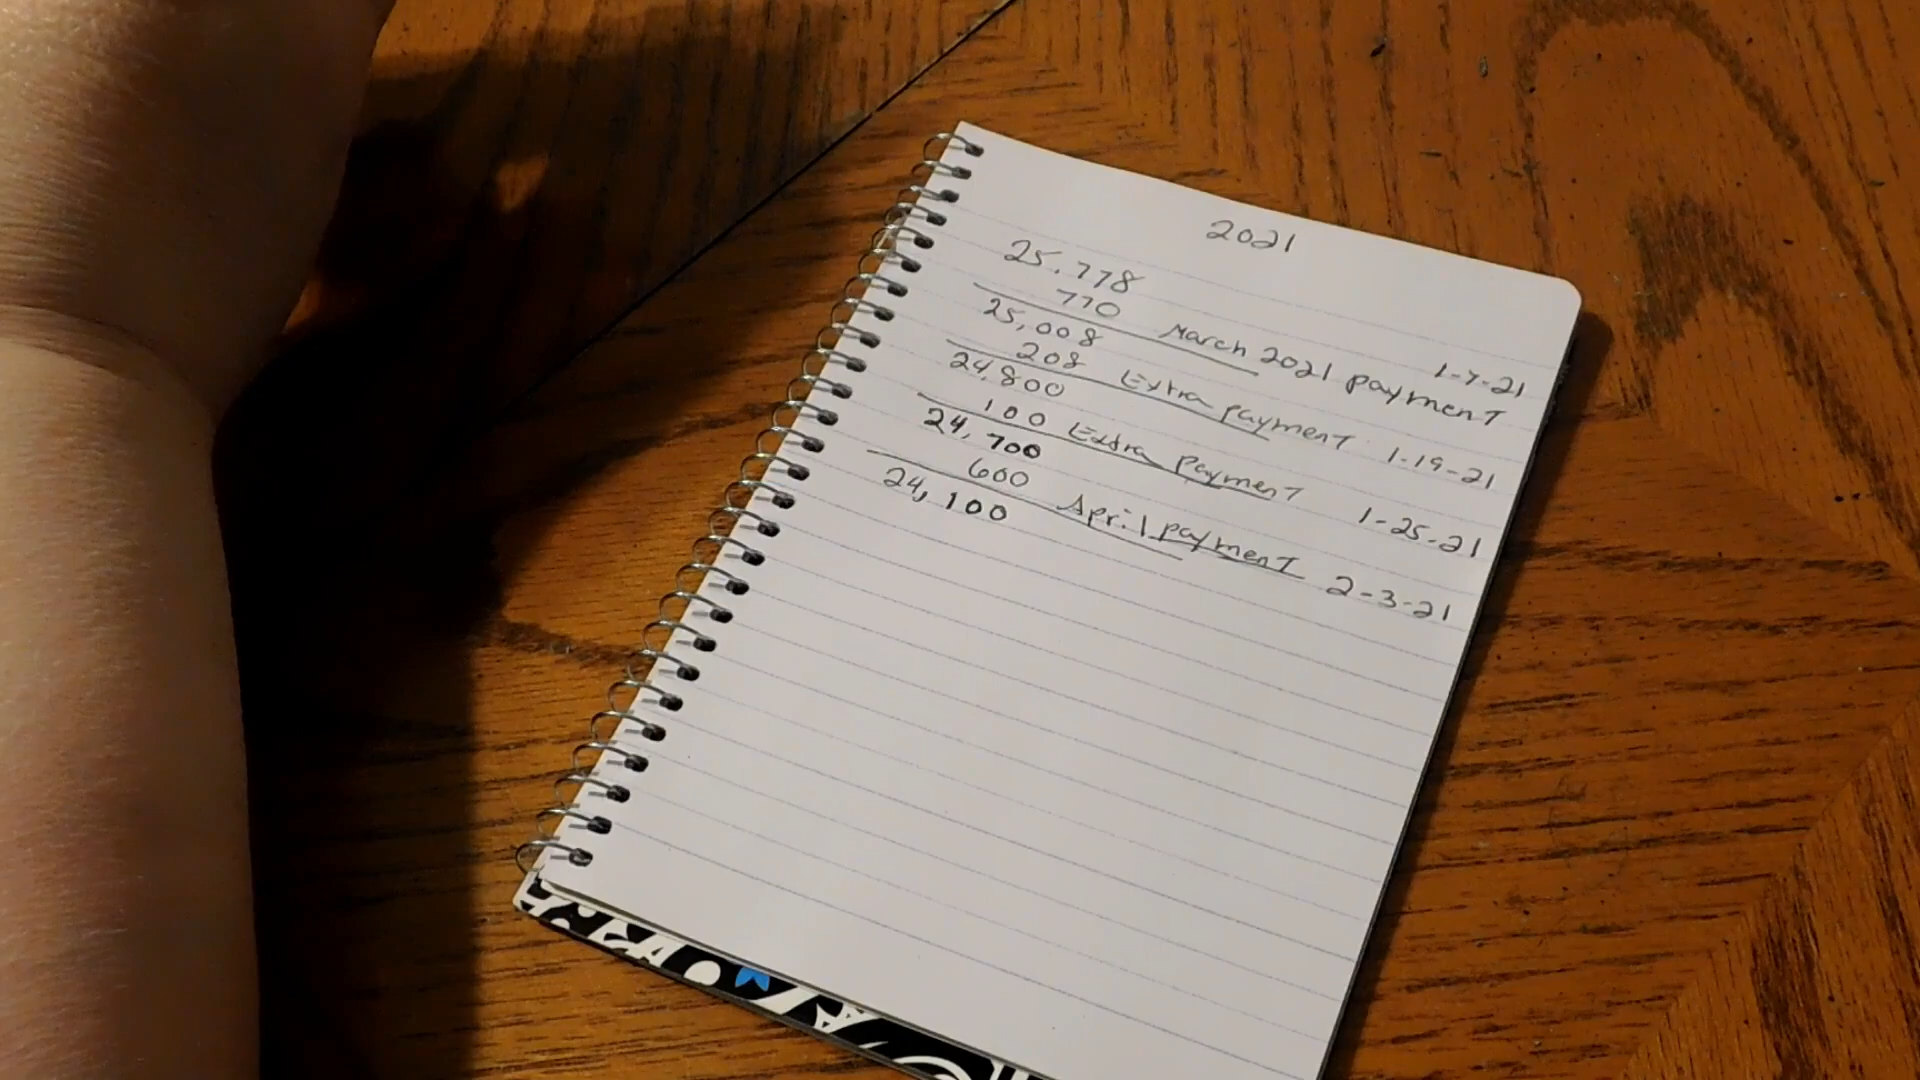 2021
25.778
770 March 2021 payment 1-7-21
25,008
208 Extra payment 1-19-21
24,800
100 Extra payment 1-25-21
24,700
600 April payment 2-3-21
24,100